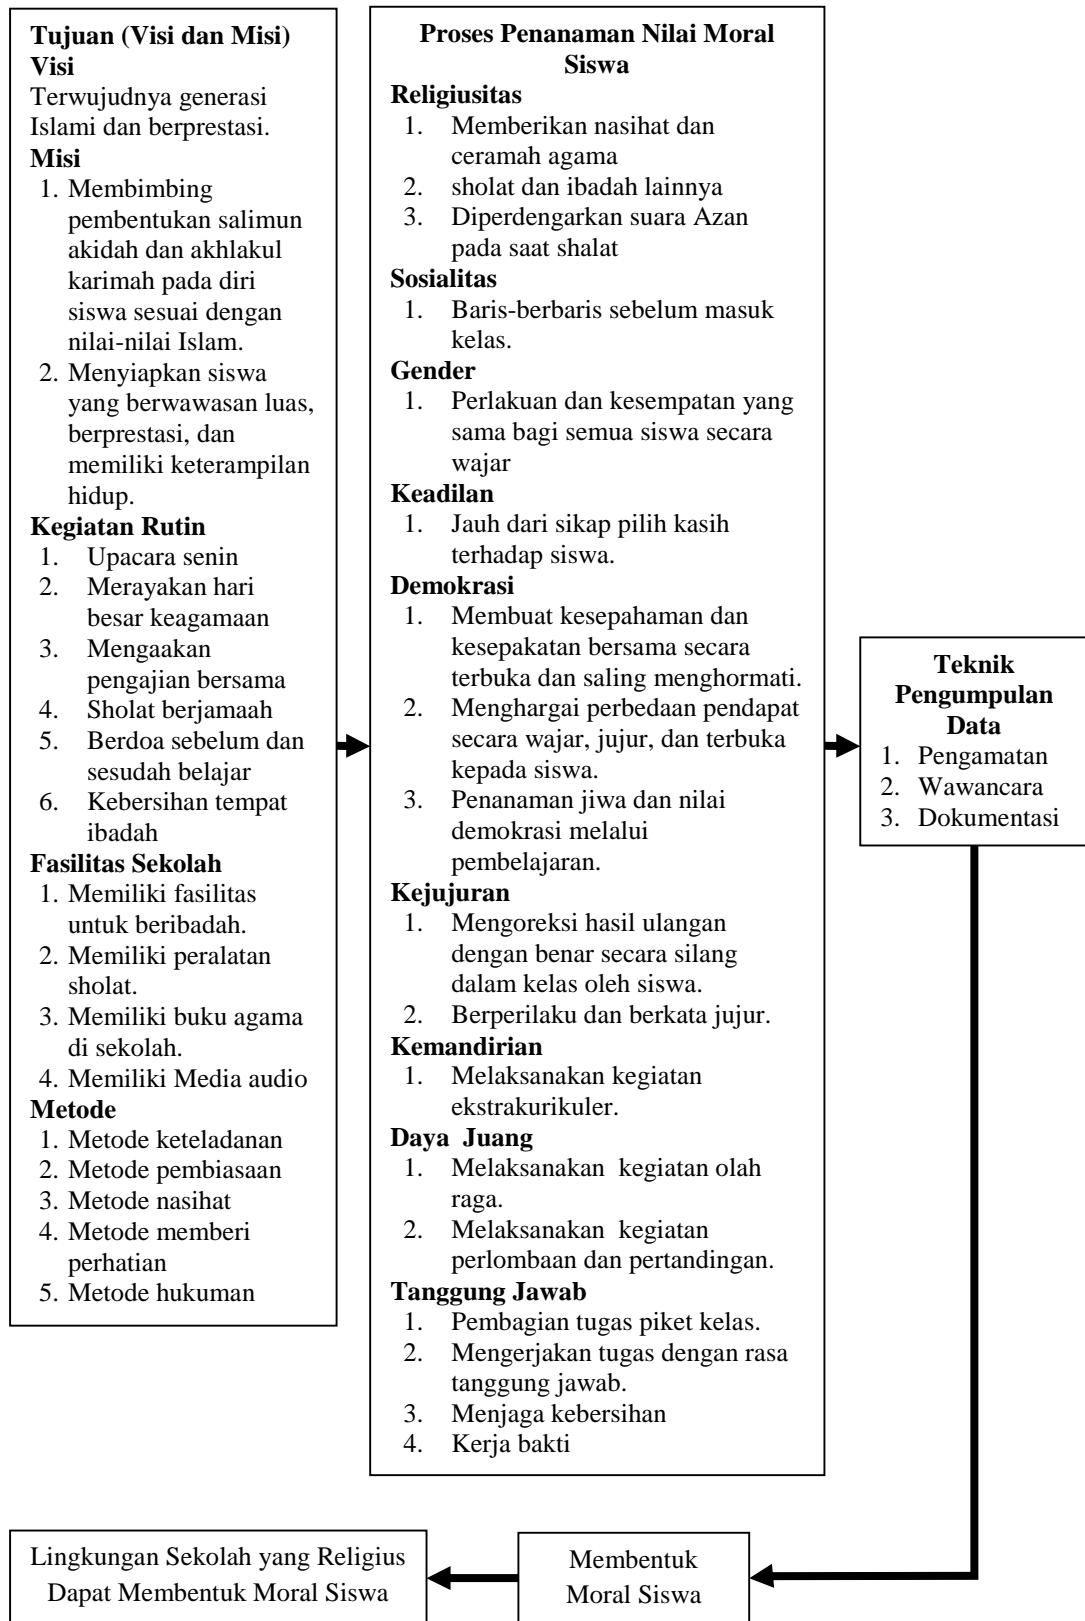 Tujuan (Visi dan Misi)
Visi
Terwujudnya generasi
Islami dan berprestasi.
Misi
1. Membimbing
pembentukan salimun
akidah dan akhlakul
karimah pada diri
siswa sesuai dengan
nilai-nilai Islam.
2. Menyiapkan siswa
yang berwawasan luas,
berprestasi, dan
memiliki keterampilan
hidup.
Kegiatan Rutin
1. Upacara senin
2. Merayakan hari
besar keagamaan
3. Mengaakan
pengajian bersama
4. Sholat berjamaah
5. Berdoa sebelum dan
sesudah belajar
6. Kebersihan tempat
ibadah
Fasilitas Sekolah
1. Memiliki fasilitas
untuk beribadah.
2. Memiliki peralatan
sholat.
3. Memiliki buku agama
di sekolah.
4. Memiliki Media audio
Metode
1. Metode keteladanan
2. Metode pembiasaan
3. Metode nasihat
4. Metode memberi
perhatian
5. Metode hukuman
Proses Penanaman Nilai Moral
Siswa
Religiusitas
1. Memberikan nasihat dan
ceramah agama
2. sholat dan ibadah lainnya
3. Diperdengarkan suara Azan
pada saat shalat
Sosialitas
1. Baris-berbaris sebelum masuk
kelas.
Gender
1. Perlakuan dan kesempatan yang
sama bagi semua siswa secara
wajar
Keadilan
1. Jauh dari sikap pilih kasih
terhadap siswa.
Demokrasi
1. Membuat kesepahaman dan
kesepakatan bersama secara
terbuka dan saling menghormati.
2. Menghargai perbedaan pendapat
secara wajar, jujur, dan terbuka
kepada siswa.
3. Penanaman jiwa dan nilai
demokrasi melalui
pembelajaran.
Kejujuran
1. Mengoreksi hasil ulangan
dengan benar secara silang
dalam kelas oleh siswa.
2. Berperilaku dan berkata jujur.
Kemandirian
1. Melaksanakan kegiatan
ekstrakurikuler.
Daya Juang
1. Melaksanakan kegiatan olah
raga.
2. Melaksanakan kegiatan
perlombaan dan pertandingan.
Tanggung Jawab
1. Pembagian tugas piket kelas.
2. Mengerjakan tugas dengan rasa
tanggung jawab.
3. Menjaga kebersihan
4. Kerja bakti
Teknik
Pengumpulan
Data
1. Pengamatan
2. Wawancara
3. Dokumentasi
Membentuk
Moral Siswa
Lingkungan Sekolah yang Religius
Dapat Membentuk Moral Siswa